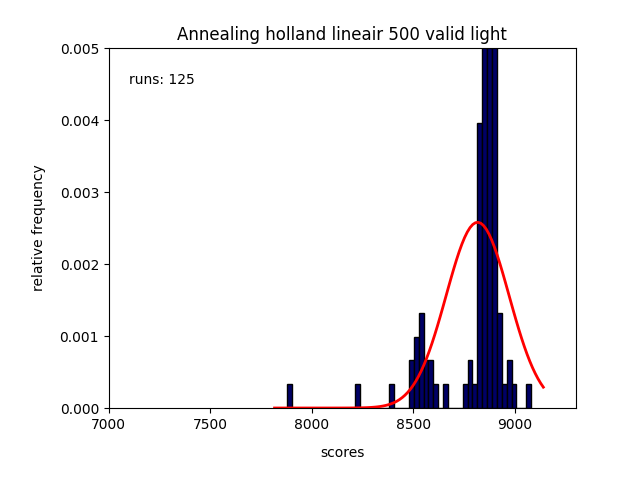 Annealing holland lineair 500 valid light
runs: 125
relative frequency
0.005
0.004
0.003
0.002
0.001
0.000
7000 7500 8000 8500 9000
scores